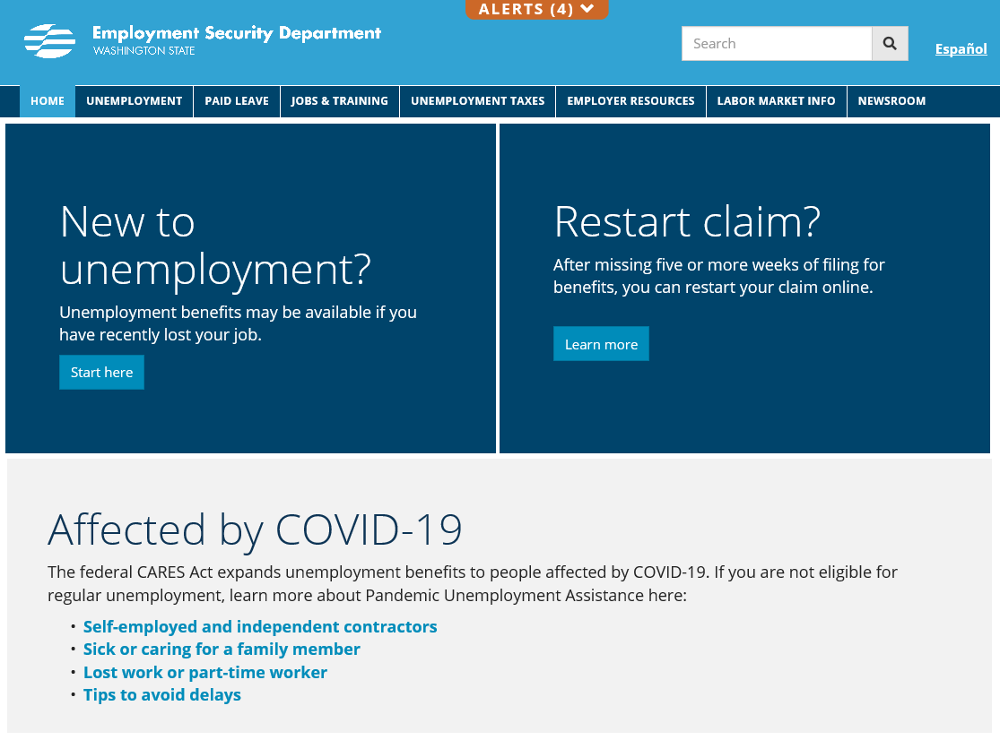 ALERTS (4)
Employment Security Department
WASHINGTON STATE
Search
Español
HOME
UNEMPLOYMENT
PAID LEAVE
JOBS & TRAINING
UNEMPLOYMENT TAXES
EMPLOYER RESOURCES
LABOR MARKET INFO
NEWSROOM
New to
unemployment?
Unemployment benefits may be available if you
have recently lost your job.
Start here
Restart claim?
After missing five or more weeks of filing for
benefits, you can restart your claim online.
Learn more
Affected by COVID-19
The federal CARES Act expands unemployment benefits to people affected by COVID-19. If you are not eligible for
regular unemployment, learn more about Pandemic Unemployment Assistance here:
• Self-employed and independent contractors
• Sick or caring for a family member
• Lost work or part-time worker
• Tips to avoid delays